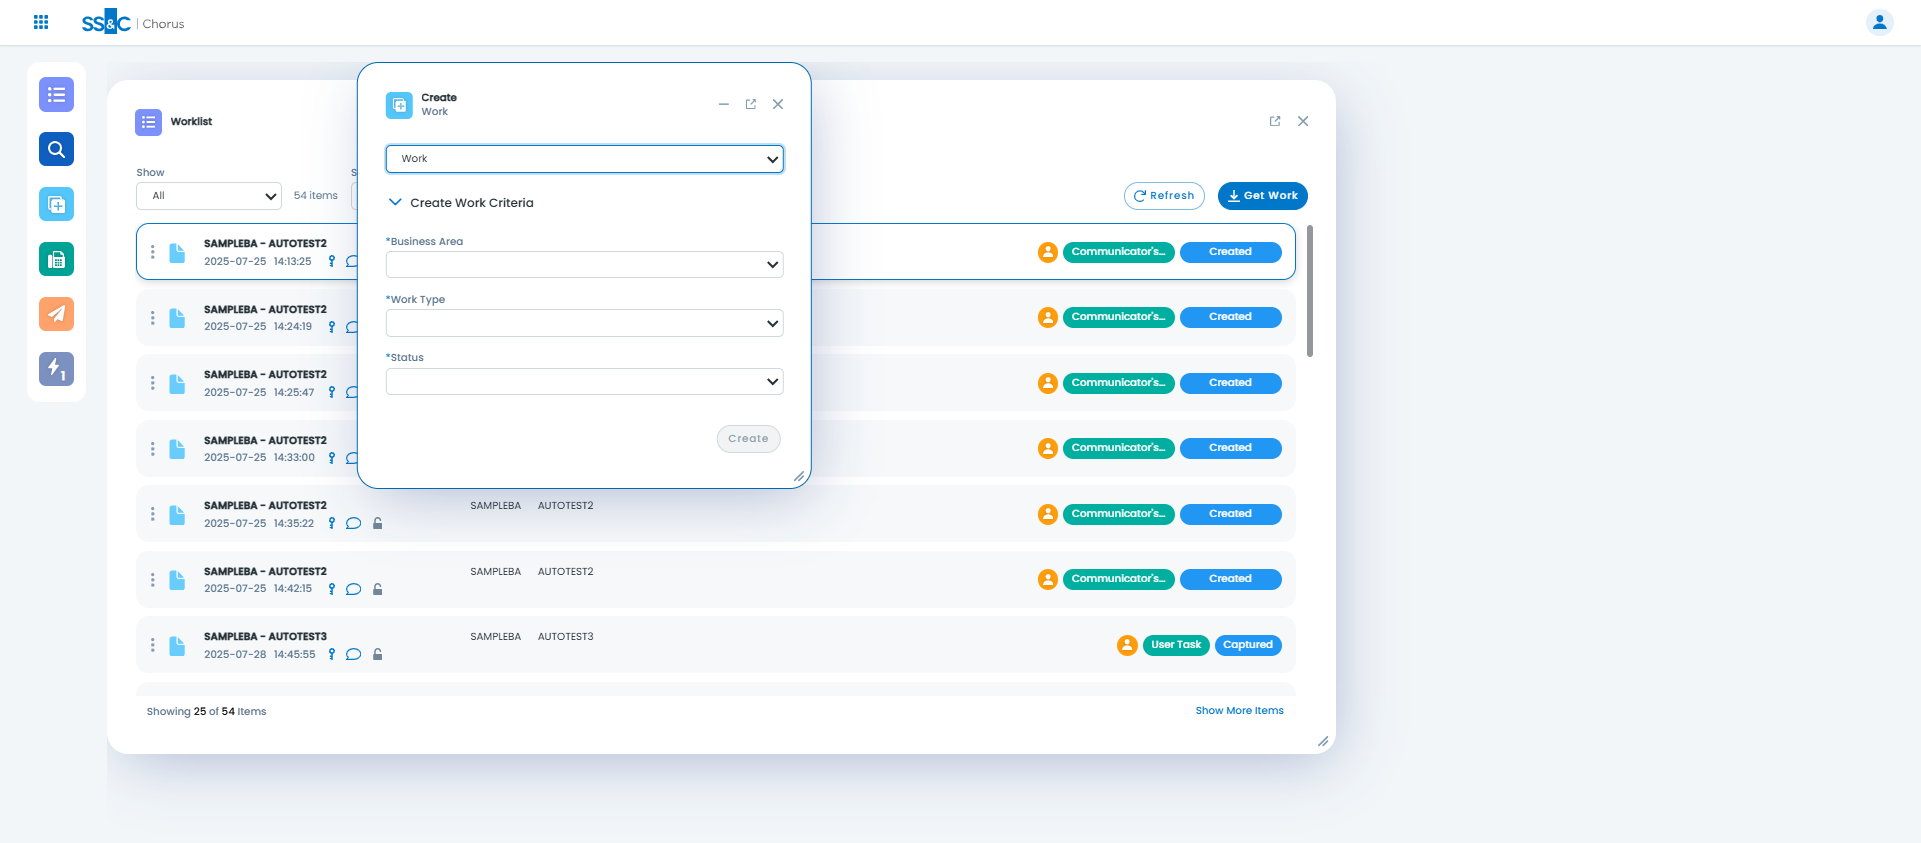 SS&C | Chorus
Create
Work
Worklist
Work
Show
S
All
54 items
Refresh
Get Work
Create Work Criteria
*Business Area
*Work Type
*Status
Create
SAMPLEBA - AUTOTEST2
2025-07-25 14:13:25
Communicator's...
Created
SAMPLEBA - AUTOTEST2
2025-07-25 14:24:19
Communicator's...
Created
SAMPLEBA - AUTOTEST2
2025-07-25 14:25:47
Communicator's...
Created
SAMPLEBA - AUTOTEST2
2025-07-25 14:33:00
Communicator's...
Created
SAMPLEBA - AUTOTEST2
2025-07-25 14:35:22
SAMPLEBA AUTOTEST2
Communicator's...
Created
SAMPLEBA - AUTOTEST2
2025-07-25 14:42:15
SAMPLEBA AUTOTEST2
Communicator's...
Created
SAMPLEBA - AUTOTEST3
2025-07-28 14:45:55
SAMPLEBA AUTOTEST3
User Task
Captured
1
Showing 25 of 54 Items
Show More Items